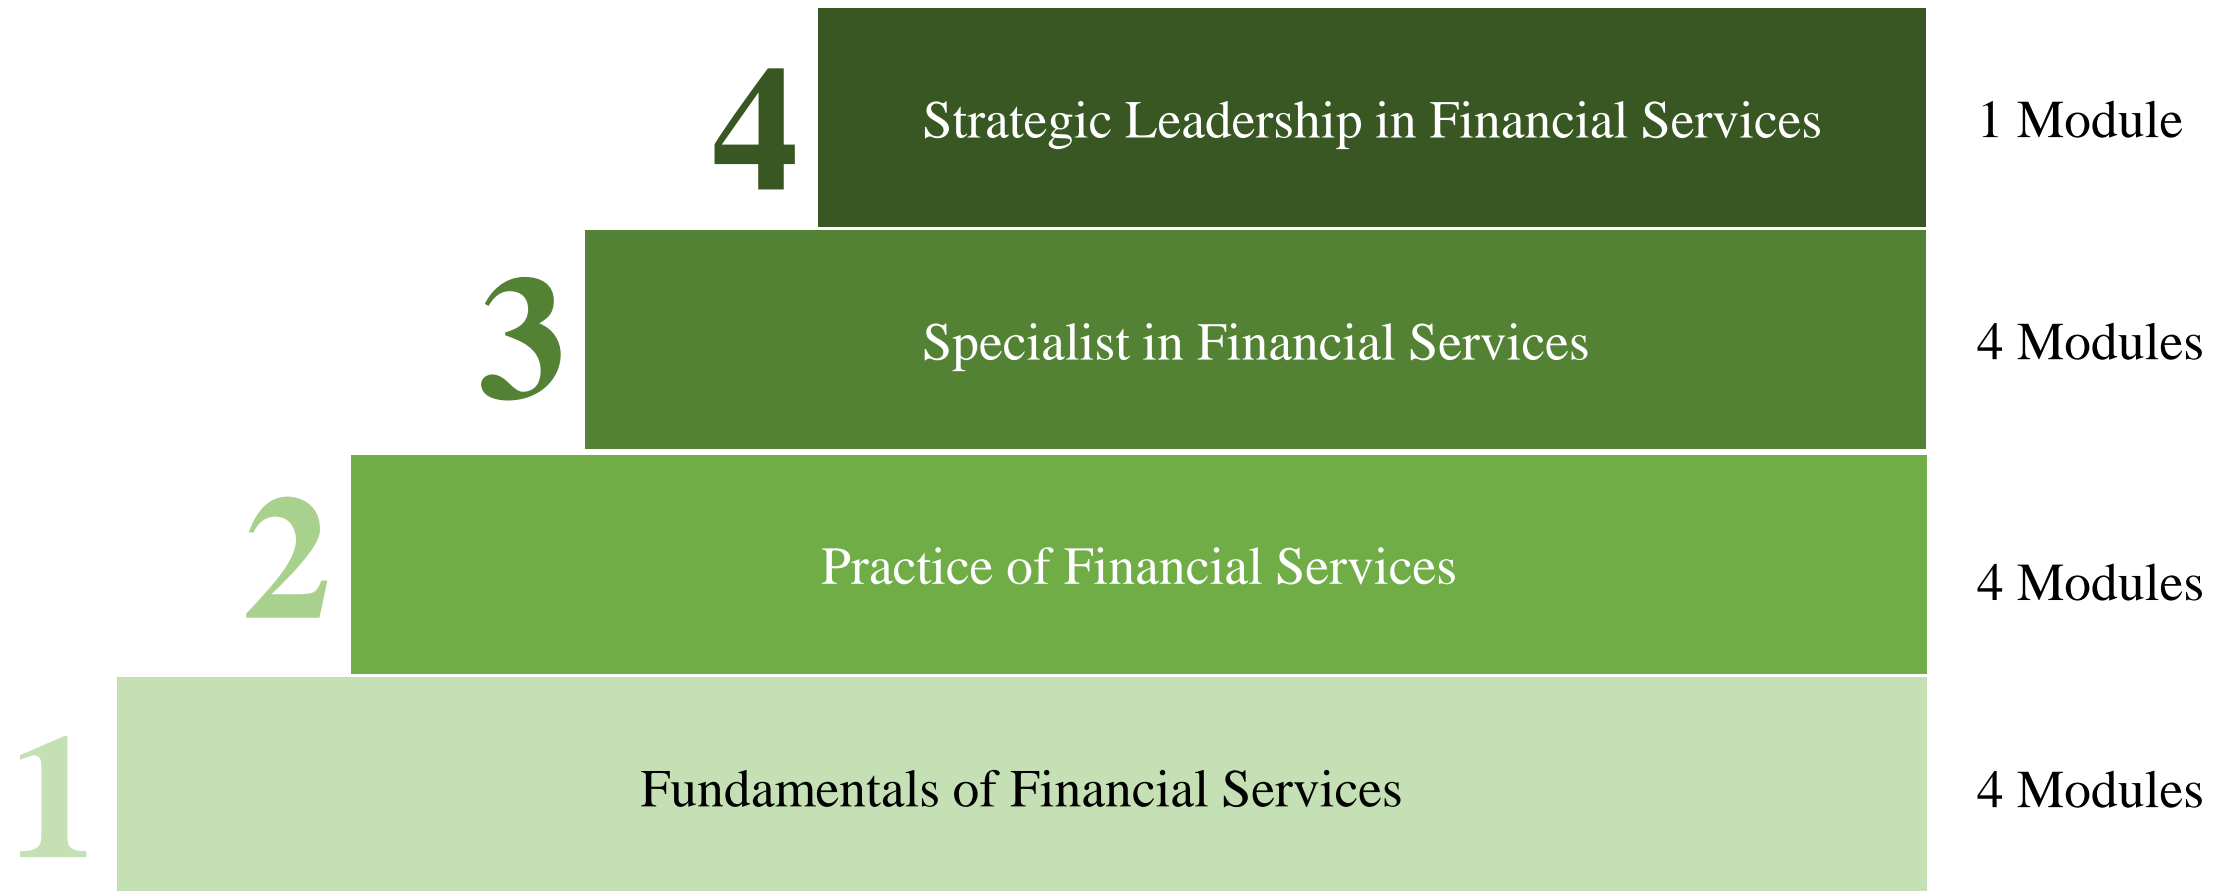 4 Strategic Leadership in Financial Services 1 Module
3 Specialist in Financial Services 4 Modules
2 Practice of Financial Services 4 Modules
1 Fundamentals of Financial Services 4 Modules